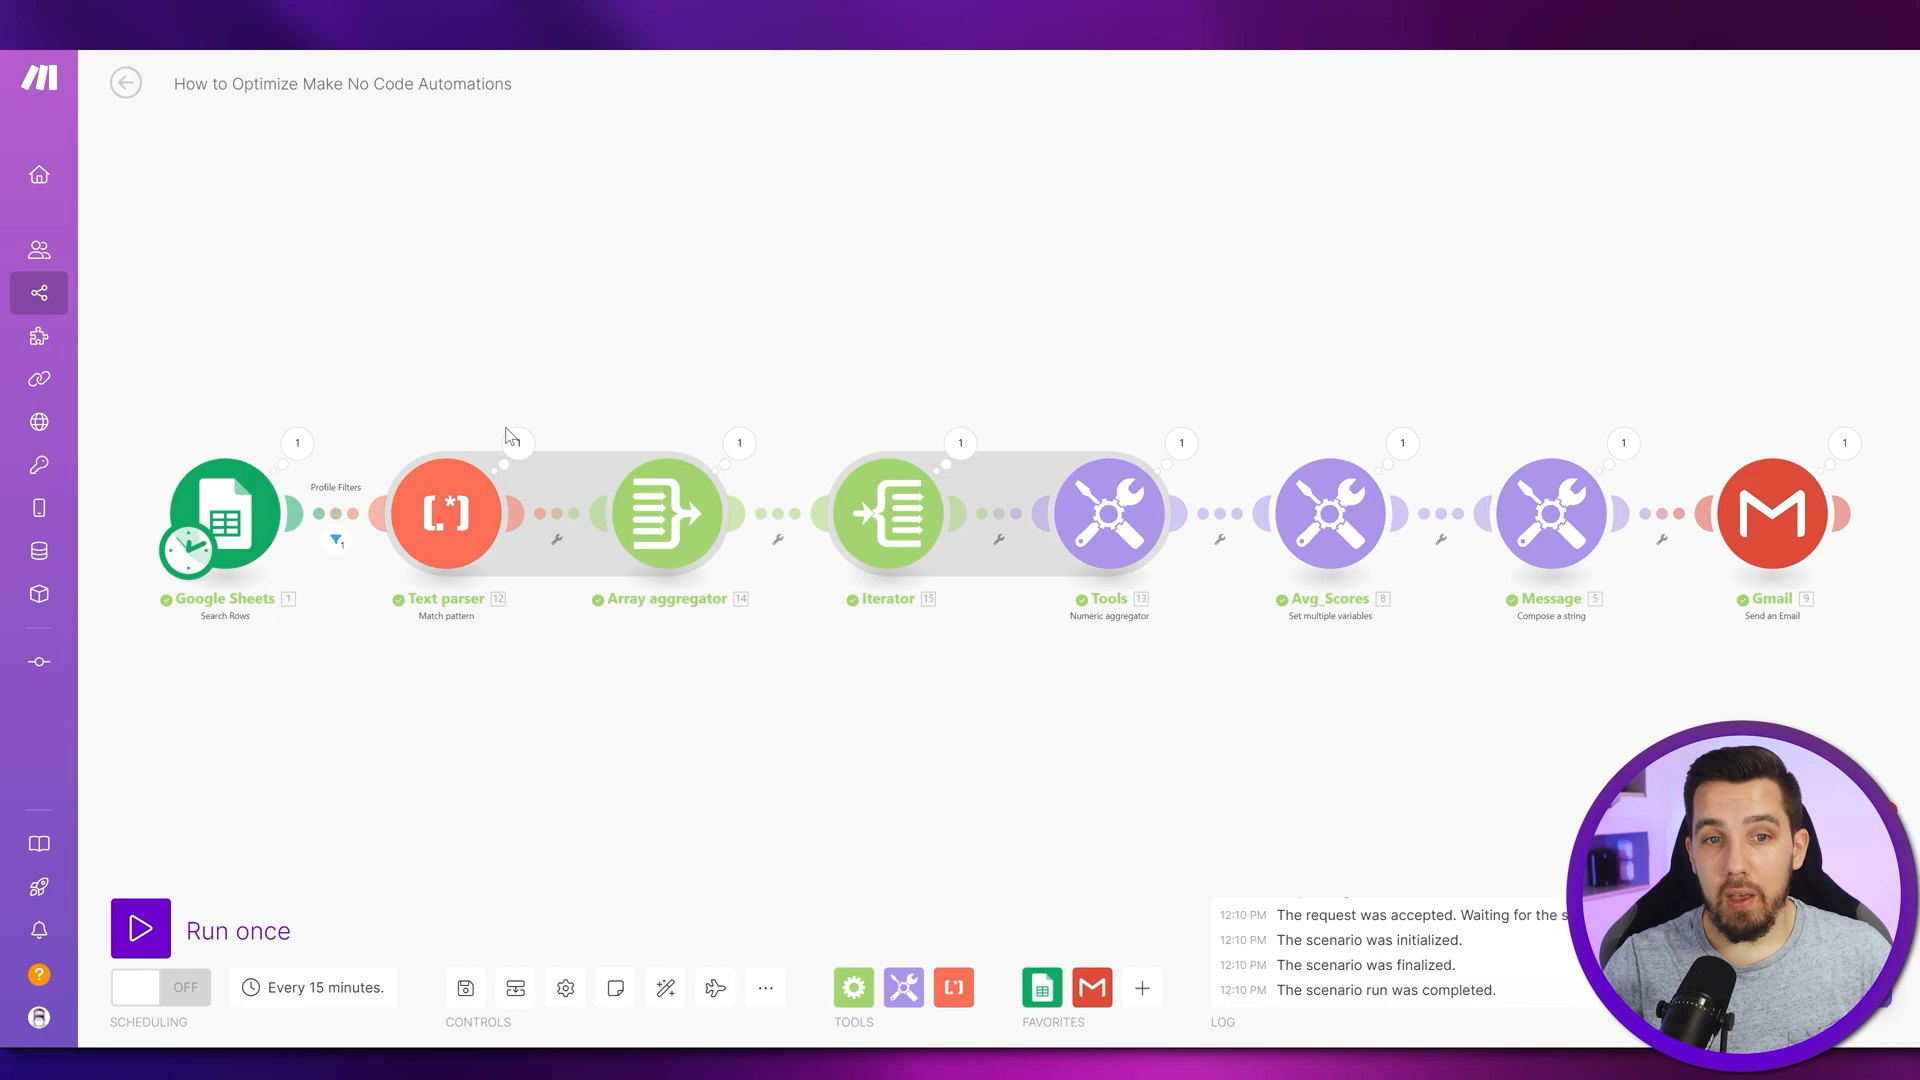 How to Optimize Make No Code Automations
1
1
1
1
1
1
1
1
Profile Filters
1
Google Sheets 1
Search Rows
[.*]
Text parser 12
Match pattern
Array aggregator 14
Iterator 15
Tools 13
Numeric aggregator
Avg_Scores 8
Set multiple variables
Message 5
Compose a string
Gmail 9
Send an Email
Run once
OFF
Every 15 minutes.
SCHEDULING
CONTROLS
TOOLS
FAVORITES
12:10 PM The request was accepted. Waiting for the s
12:10 PM The scenario was initialized.
12:10 PM The scenario was finalized.
12:10 PM The scenario run was completed.
LOG
?